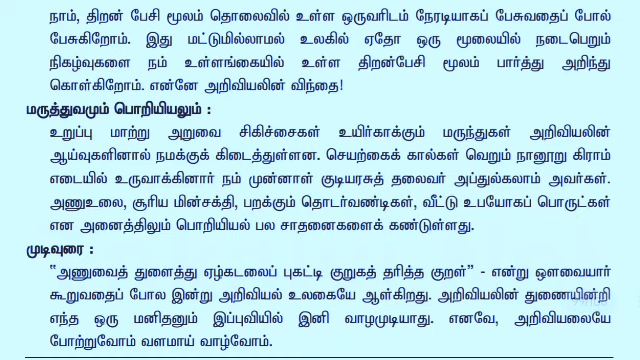 நாம், திறன் பேசி மூலம் தொலைவில் உள்ள ஒருவரிடம் நேரடியாகப் பேசுவதைப் போல்
பேசுகிறோம். இது மட்டுமில்லாமல் உலகில் ஏதோ ஒரு மூலையில் நடைபெறும்
நிகழ்வுகளை நம் உள்ளங்கையில் உள்ள திறன்பேசி மூலம் பார்த்து அறிந்து
கொள்கிறோம். என்னே அறிவியலின் விந்தை!
மருத்துவமும் பொறியியலும் :
உறுப்பு மாற்று அறுவை சிகிச்சைகள் உயிர்காக்கும் மருந்துகள் அறிவியலின்
ஆய்வுகளினால் நமக்குக் கிடைத்துள்ளன. செயற்கைக் கால்கள் வெறும் நானூறு கிராம்
எடையில் உருவாக்கினார் நம் முன்னாள் குடியரசுத் தலைவர் அப்துல்கலாம் அவர்கள்.
அணுஉலை, சூரிய மின்சக்தி, பறக்கும் தொடர்வண்டிகள், வீட்டு உபயோகப் பொருட்கள்
என அனைத்திலும் பொறியியல் பல சாதனைகளைக் கண்டுள்ளது.
முடிவுரை :
"அணுவைத் துளைத்து ஏழ்கடலைப் புகட்டி குறுகத் தரித்த குறள்" - என்று ஔவையார்
கூறுவதைப் போல இன்று அறிவியல் உலகையே ஆள்கிறது. அறிவியலின் துணையின்றி
எந்த ஒரு மனிதனும் இப்புவியில் இனி வாழமுடியாது. எனவே, அறிவியலையே
போற்றுவோம் வளமாய் வாழ்வோம்.